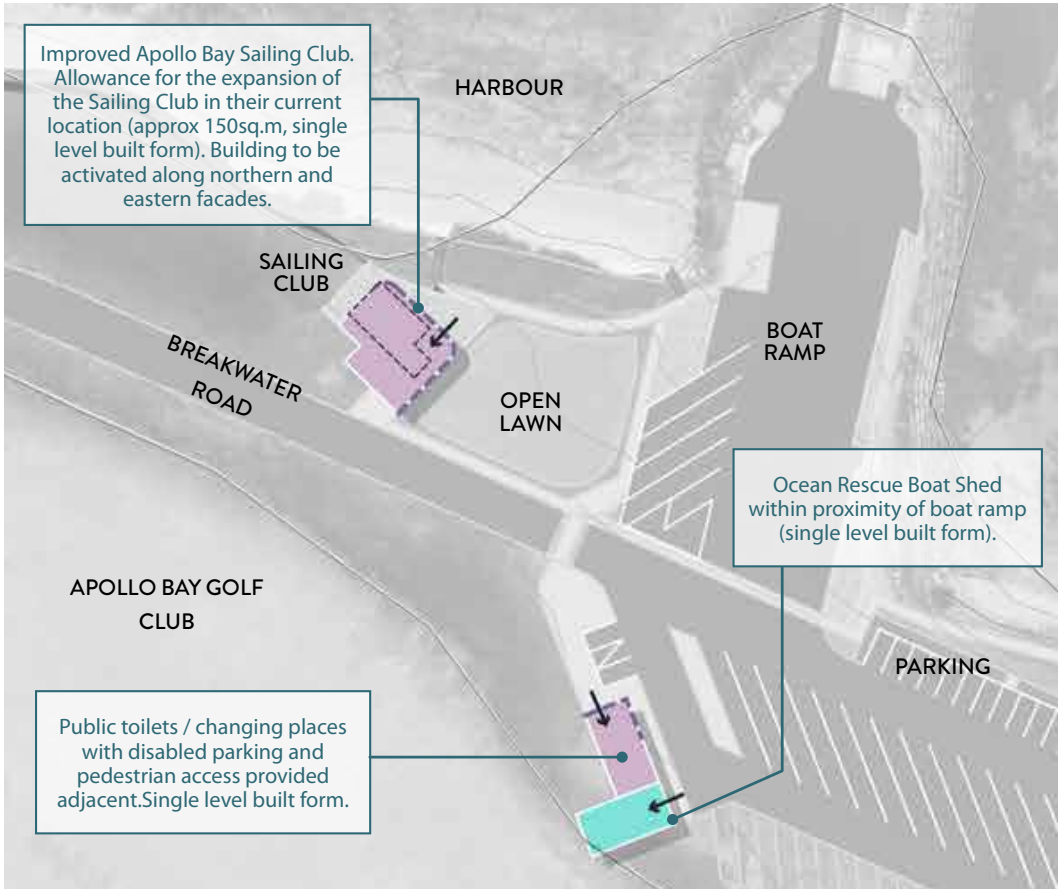 Improved Apollo Bay Sailing Club.
Allowance for the expansion of
the Sailing Club in their current
location (approx 150sq.m, single
level built form). Building to be
activated along northern and
eastern facades.
HARBOUR
SAILING
CLUB
BREAKWATER
ROAD
OPEN
LAWN
BOAT
RAMP
Ocean Rescue Boat Shed
within proximity of boat ramp
(single level built form).
APOLLO BAY GOLF
CLUB
PARKING
Public toilets / changing places
with disabled parking and
pedestrian access provided
adjacent.Single level built form.